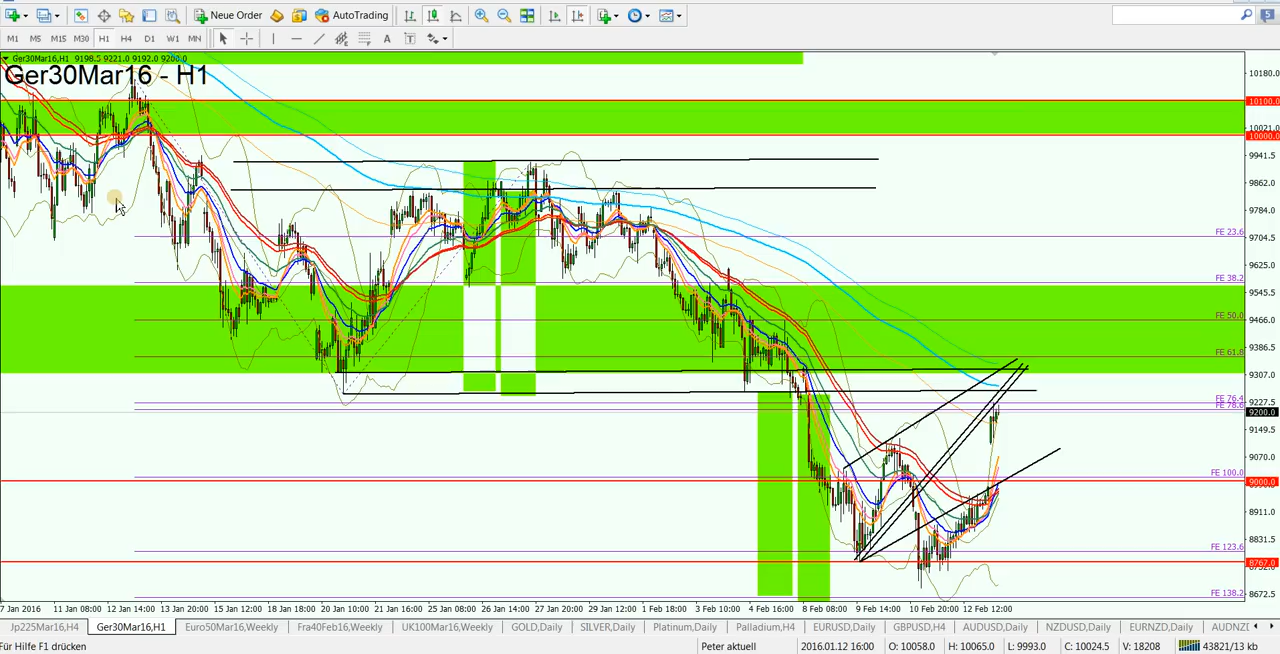 Neue Order AutoTrading
5
M1 M5 M15 M30 H1 H4 D1 W1 MN A T
Ger30Mar16,H1 9198.5 9221.0 9192.0 9200.0
Ger30Mar16 - H1
10180.0
10100.0
10021.0
10000.0
9941.5
9862.0
9784.0
FE 23.6
9704.5
9625.0
FE 38.2
9545.5
FE 50.0
9466.0
9386.5
FE 61.8
9307.0
FE 76.4
9227.5
FE 78.6
9200.0
9149.5
9070.0
FE 100.0
9000.0
8911.0
8831.5
FE 123.6
8767.0
8752.0
FE 138.2
8672.5
7 Jan 2016 11 Jan 08:00 12 Jan 14:00 13 Jan 20:00 15 Jan 12:00 18 Jan 18:00 20 Jan 10:00 21 Jan 16:00 25 Jan 08:00 26 Jan 14:00 27 Jan 20:00 29 Jan 12:00 1 Feb 18:00 3 Feb 10:00 4 Feb 16:00 8 Feb 08:00 9 Feb 14:00 10 Feb 20:00 12 Feb 12:00
Jp225Mar16,H4 Ger30Mar16,H1 Euro50Mar16,Weekly Fra40Feb16,Weekly UK100Mar16,Weekly GOLD,Daily SILVER,Daily Platinum,Daily Palladium,H4 EURUSD,Daily GBPUSD,H4 AUDUSD,Daily NZDUSD,Daily EURNZD,Daily AUDNZ
Für Hilfe F1 drücken Peter aktuell 2016.01.12 16:00 O: 10058.0 H: 10065.0 L: 9993.0 C: 10024.5 V: 18208 43821/13 kb